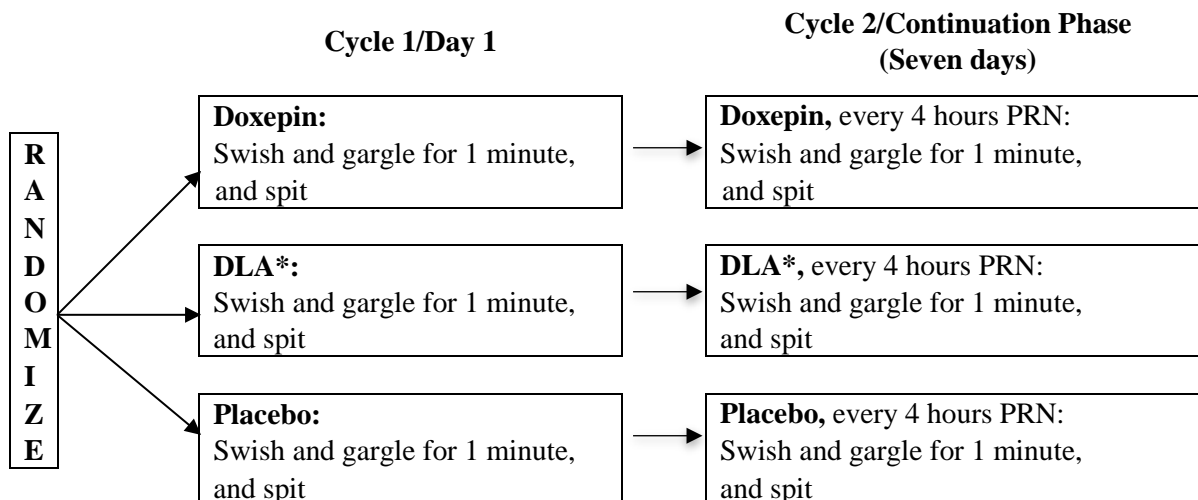 Cycle 1/Day 1
Cycle 2/Continuation Phase
(Seven days)
RANDOMIZE
Doxepin:
Swish and gargle for 1 minute,
and spit
Doxepin, every 4 hours PRN:
Swish and gargle for 1 minute,
and spit
DLA*:
Swish and gargle for 1 minute,
and spit
DLA*, every 4 hours PRN:
Swish and gargle for 1 minute,
and spit
Placebo:
Swish and gargle for 1 minute,
and spit
Placebo, every 4 hours PRN:
Swish and gargle for 1 minute,
and spit